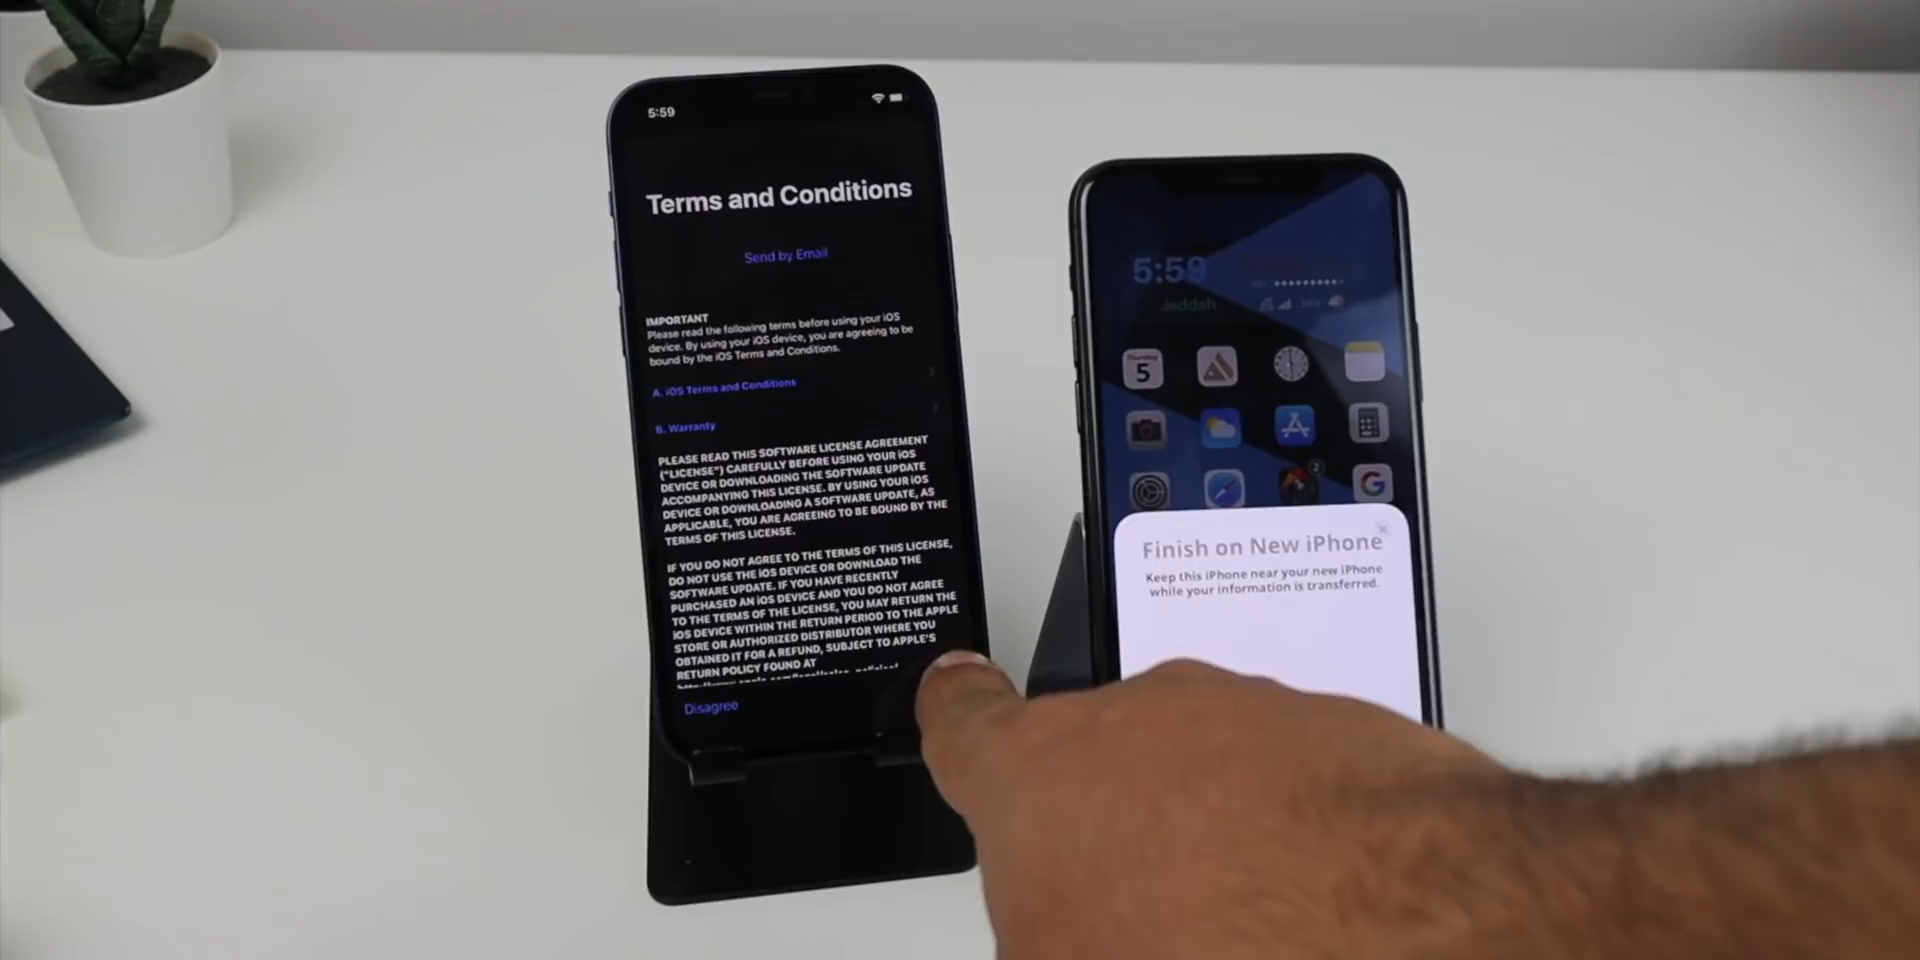 5:59
Terms and Conditions
Send by Email
IMPORTANT
Please read the following terms before using your iOS
device. By using your iOS device, you are agreeing to be
bound by the iOS Terms and Conditions.
A. iOS Terms and Conditions
B. Warranty
PLEASE READ THIS SOFTWARE LICENSE AGREEMENT
("LICENSE") CAREFULLY BEFORE USING YOUR iOS
DEVICE OR DOWNLOADING THE SOFTWARE UPDATE
ACCOMPANYING THIS LICENSE. BY USING YOUR iOS
DEVICE OR DOWNLOADING A SOFTWARE UPDATE, AS
APPLICABLE, YOU ARE AGREEING TO BE BOUND BY THE
TERMS OF THIS LICENSE.
IF YOU DO NOT AGREE TO THE TERMS OF THIS LICENSE,
DO NOT USE THE iOS DEVICE OR DOWNLOAD THE
SOFTWARE UPDATE. IF YOU HAVE RECENTLY
PURCHASED AN iOS DEVICE AND YOU DO NOT AGREE
TO THE TERMS OF THE LICENSE, YOU MAY RETURN THE
iOS DEVICE WITHIN THE RETURN PERIOD TO THE APPLE
STORE OR AUTHORIZED DISTRIBUTOR WHERE YOU
OBTAINED IT FOR A REFUND, SUBJECT TO APPLE'S
RETURN POLICY FOUND AT
Disagree
5:59
Jeddah
Thursday
5
2
G
Finish on New iPhone
Keep this iPhone near your new iPhone
while your information is transferred.